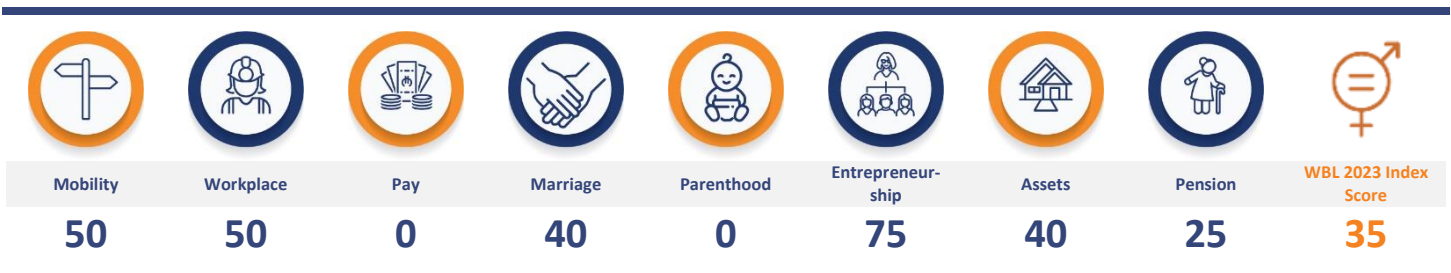 Mobility
Workplace
Pay
Marriage
Parenthood
Entrepreneur-
ship
Assets
Pension
WBL 2023 Index
Score
50
50
0
40
0
75
40
25
35